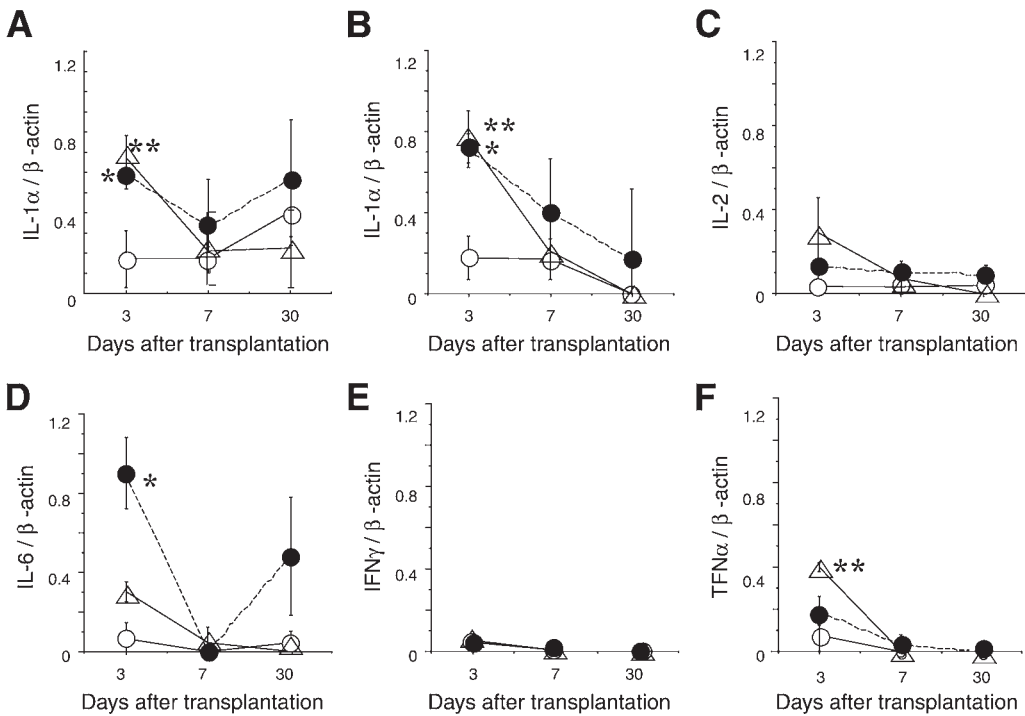 A
IL-1α / β -actin
1.2
0.8
0.4
0
**
*
3 7 30
Days after transplantation
B
IL-1α / β -actin
1.2
0.8
0.4
0
**
*
3 7 30
Days after transplantation
C
IL-2 / β -actin
1.2
0.8
0.4
0
3 7 30
Days after transplantation
D
IL-6 / β -actin
1.2
0.8
0.4
0
*
3 7 30
Days after transplantation
E
IFNγ / β -actin
1.2
0.8
0.4
0
3 7 30
Days after transplantation
F
TFNα / β -actin
1.2
0.8
0.4
0
**
3 7 30
Days after transplantation